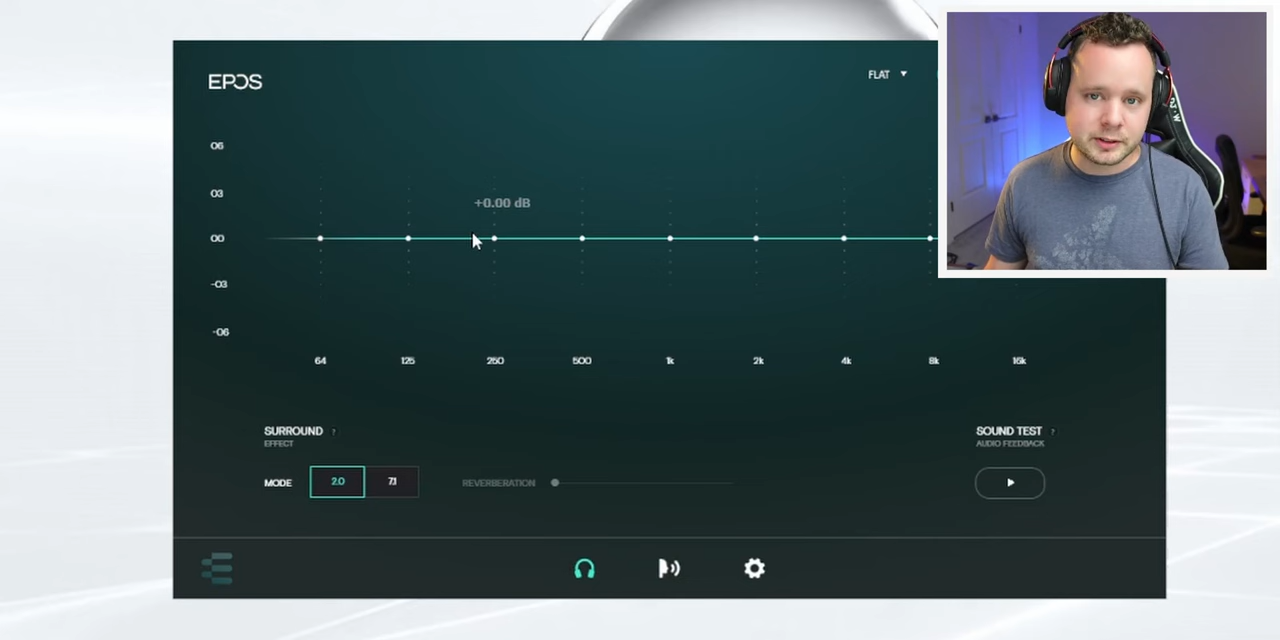 EPOS
FLAT
06
03
+0.00 dB
00
-03
-06
64 125 250 500 1k 2k 4k 8k 16k
SURROUND ?
EFFECT
SOUND TEST ?
AUDIO FEEDBACK
MODE 2.0 7.1 REVERBERATION